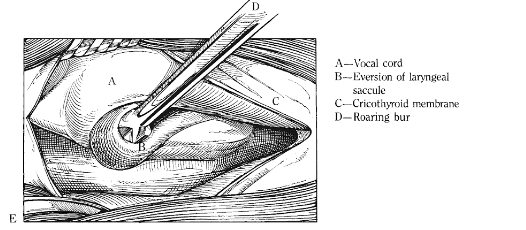 D
A
C
B
E
A—Vocal cord
B—Eversion of laryngeal
saccule
C—Cricothyroid membrane
D—Roaring bur